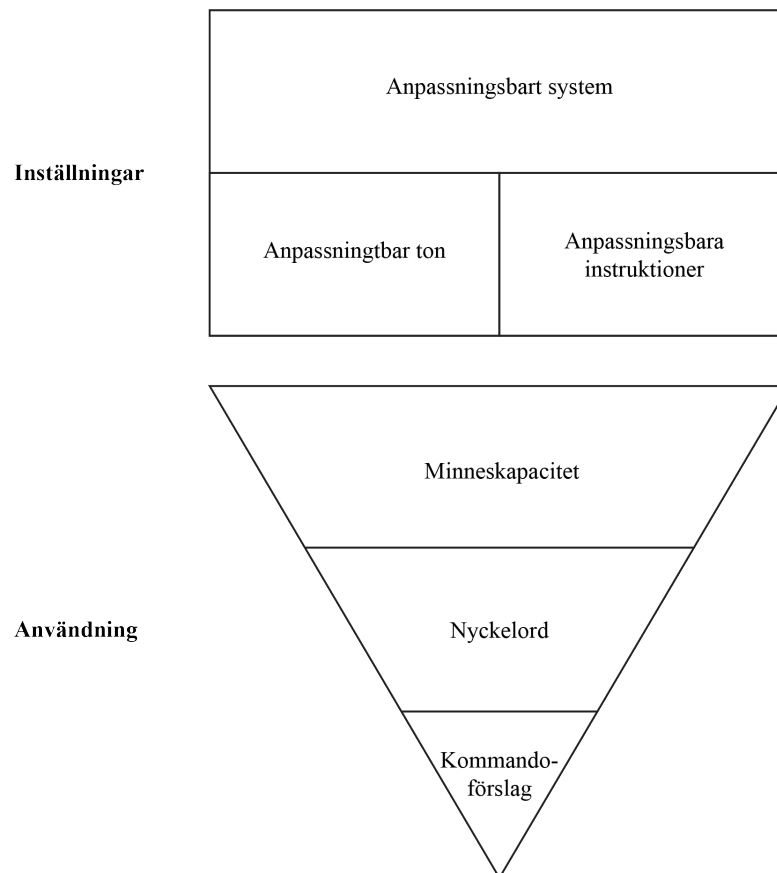 Anpassningsbart system
Inställningar
Anpassningtbar ton
Anpassningsbara
instruktioner
Minneskapacitet
Nyckelord
Användning
Kommando-
förslag